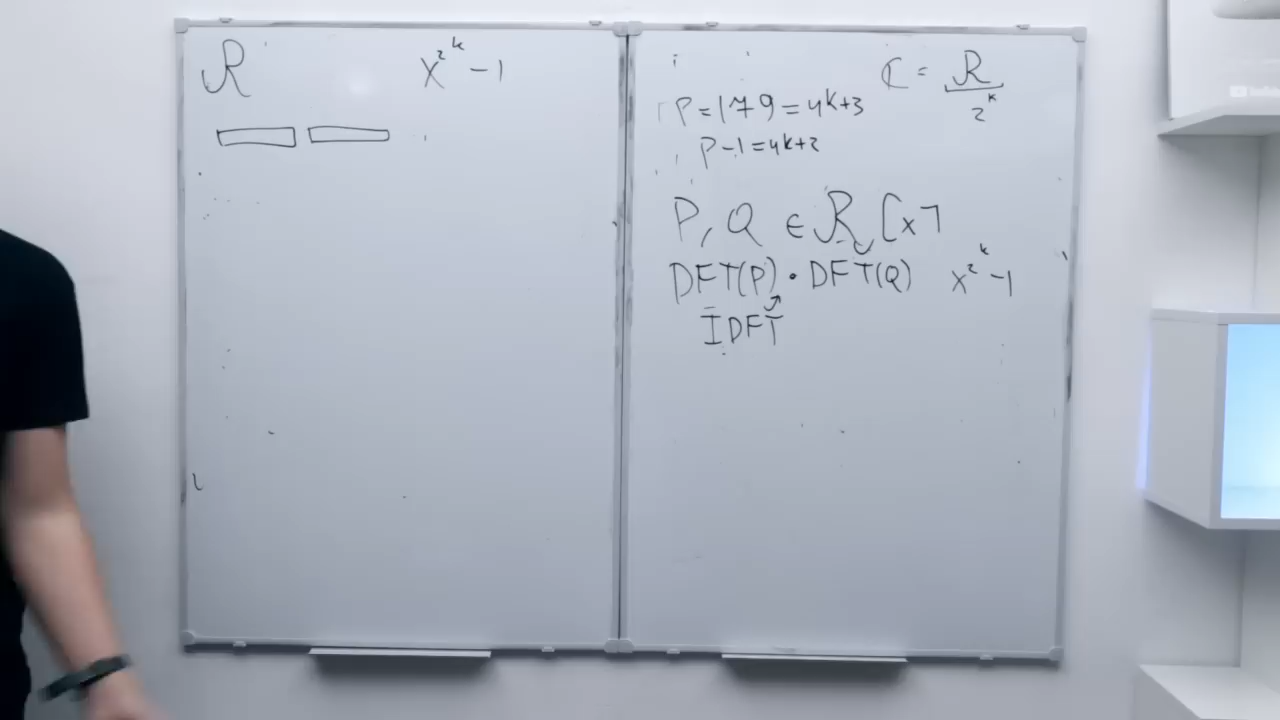 R x^{2^k} - 1
C = R / 2^k
P = 179 = 4k+3
P-1 = 4k+2
P, Q ∈ R[x]
DFT(P) · DFT(Q) x^{2^k} - 1
IDFT